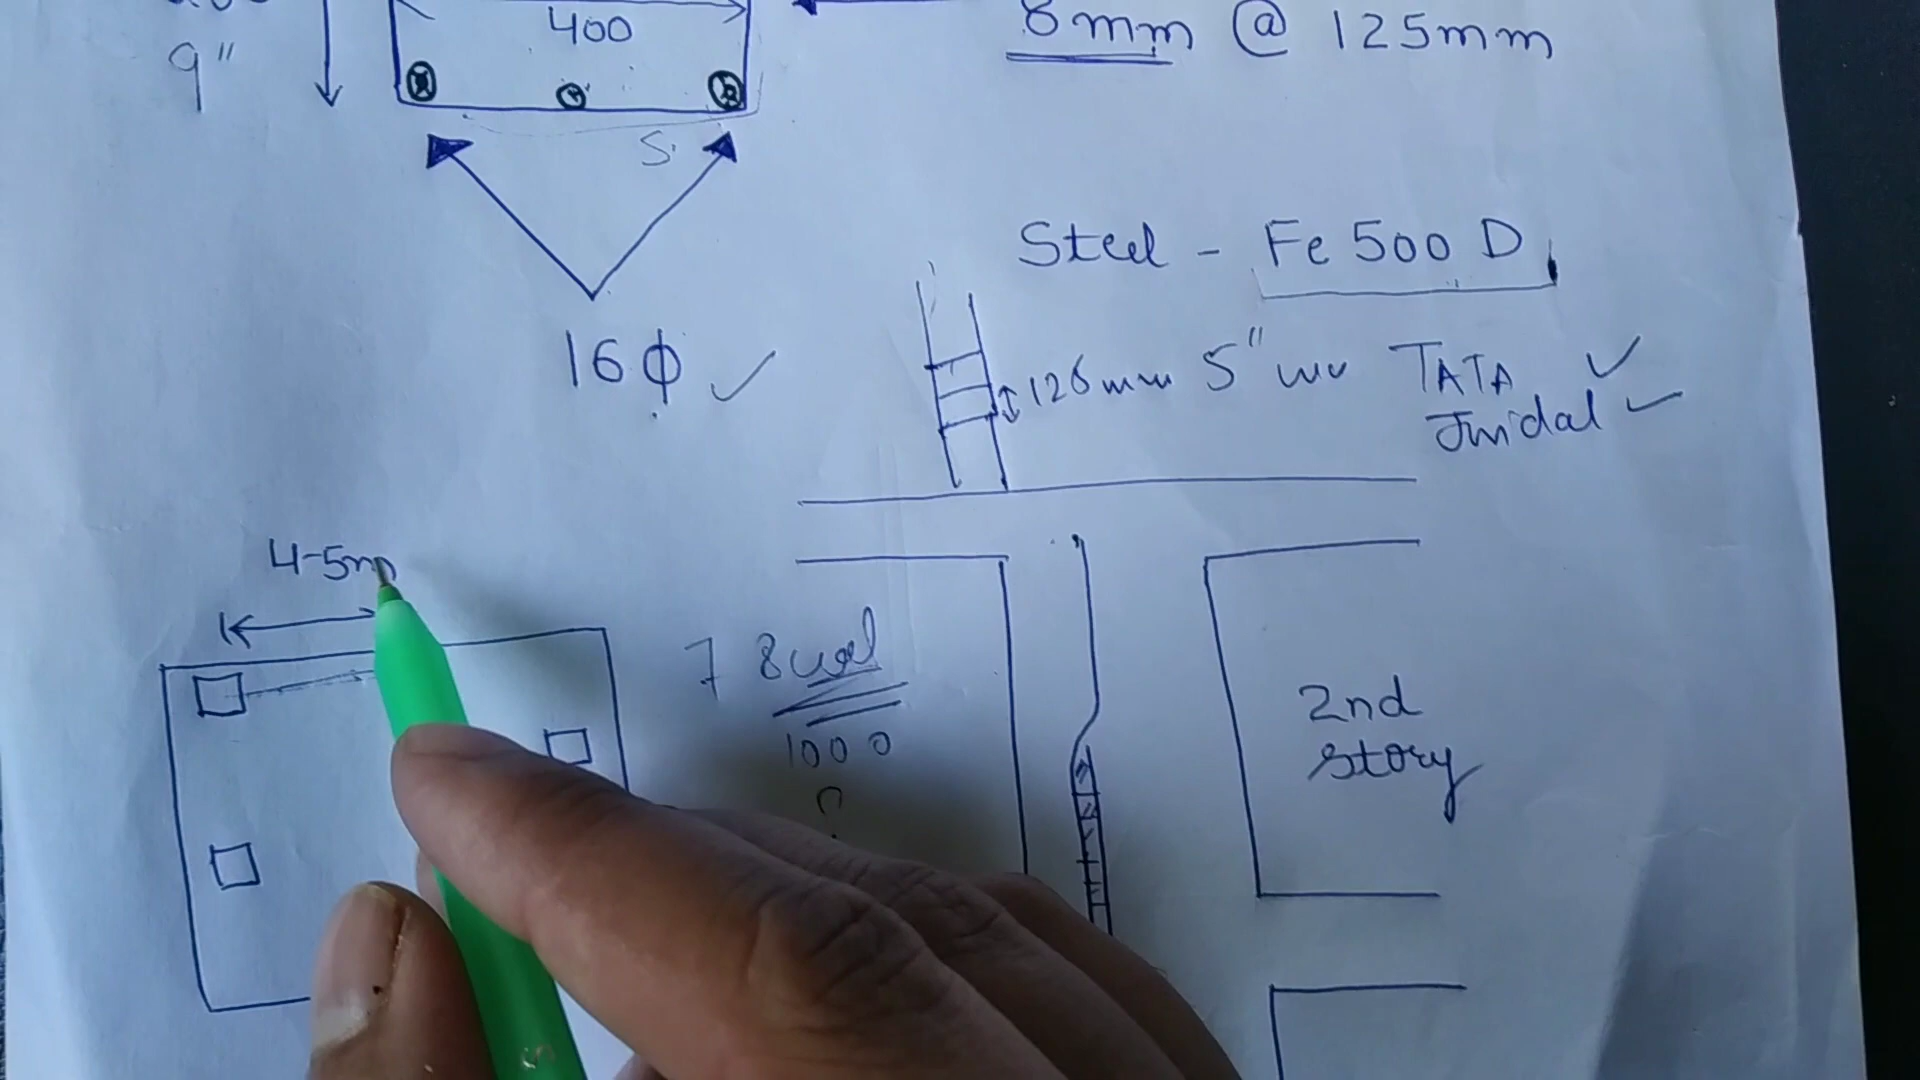 400
9"
8mm @ 125mm
S
Steel - Fe 500 D
16ϕ ✓
126mm 5" TATA ✓
Jindal ✓
4-5m
7 8
1000
2nd
story